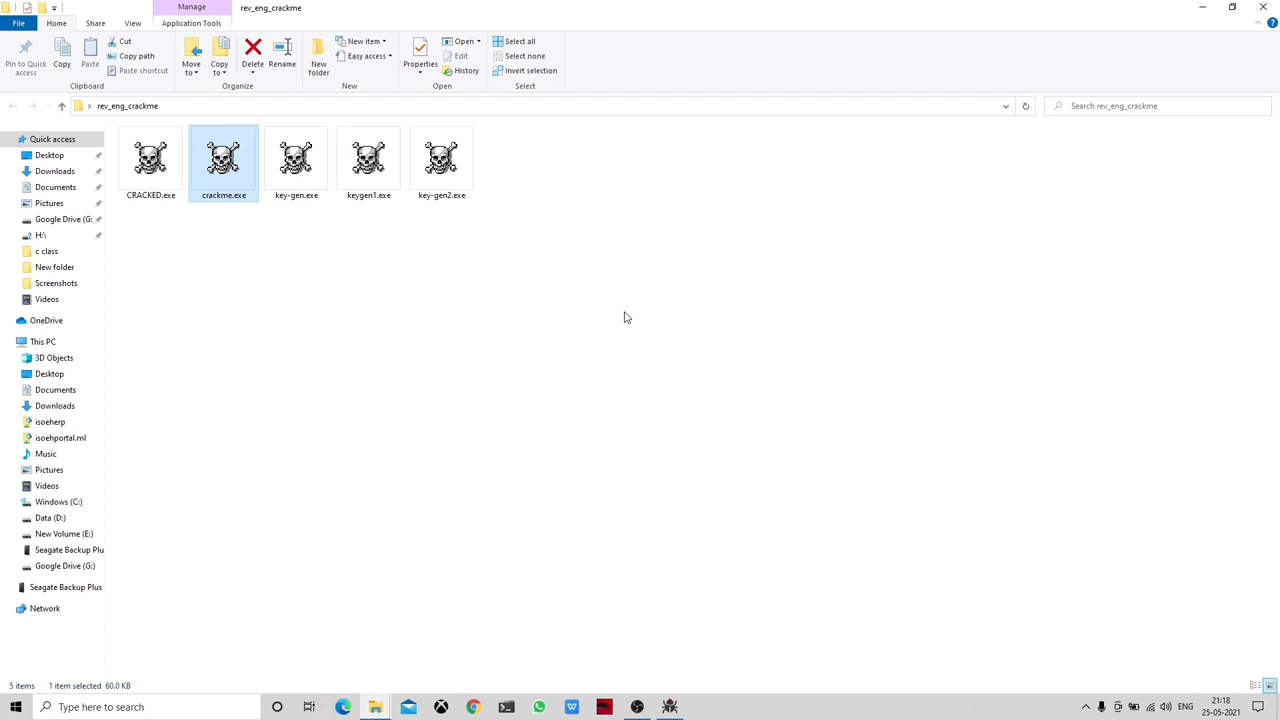 Manage
rev_eng_crackme
File
Home
Share
View
Application Tools
Pin to Quick access
Copy
Paste
Cut
Copy path
Paste shortcut
Clipboard
Move to
Copy to
Delete
Rename
Organize
New folder
New item
Easy access
New
Properties
Open
Edit
History
Open
Select all
Select none
Invert selection
Select
rev_eng_crackme
Search rev_eng_crackme
Quick access
Desktop
Downloads
Documents
Pictures
Google Drive (G:
H:\
c class
New folder
Screenshots
Videos
OneDrive
This PC
3D Objects
Desktop
Documents
Downloads
isoeherp
isoehportal.ml
Music
Pictures
Videos
Windows (C:)
Data (D:)
New Volume (E:)
Seagate Backup Plu
Google Drive (G:)
Seagate Backup Plus
Network
CRACKED.exe
crackme.exe
key-gen.exe
keygen1.exe
key-gen2.exe
5 items
1 item selected 60.0 KB
Type here to search
ENG
21:18
25-05-2021